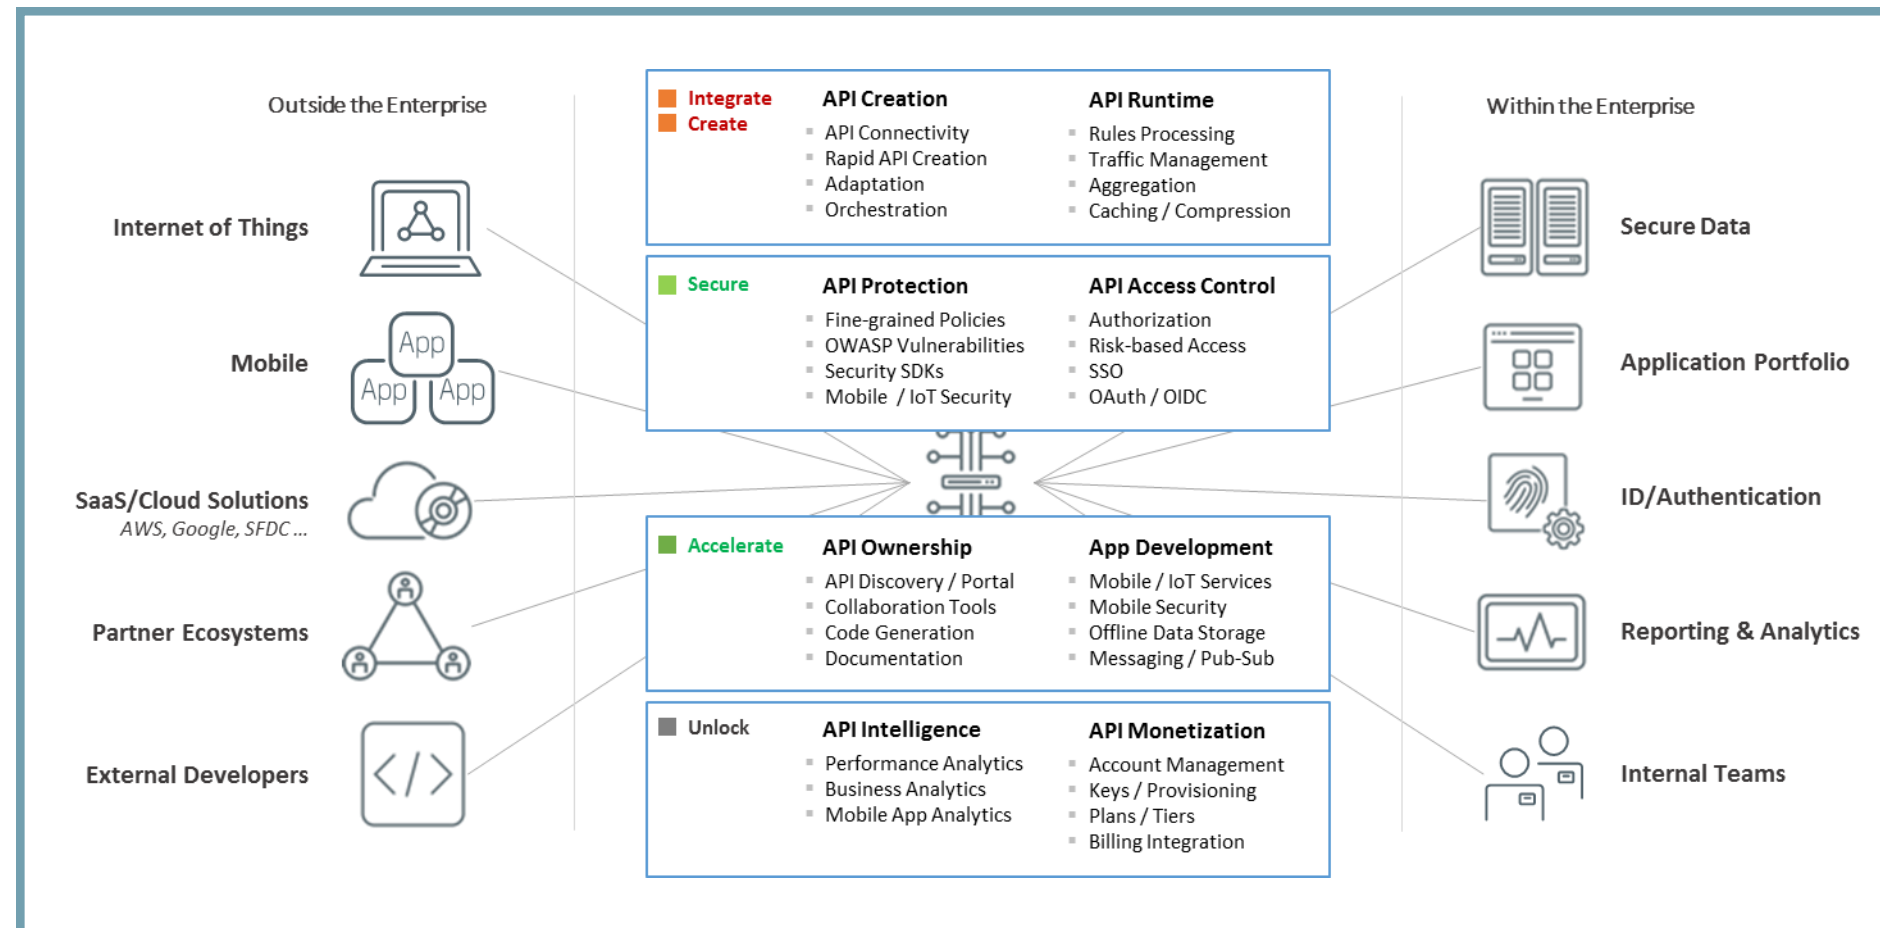 Outside the Enterprise
Internet of Things
Mobile
App
App
App
SaaS/Cloud Solutions
AWS, Google, SFDC ...
Partner Ecosystems
External Developers
</>
Integrate
Create
API Creation
API Connectivity
Rapid API Creation
Adaptation
Orchestration
API Runtime
Rules Processing
Traffic Management
Aggregation
Caching / Compression
Secure
API Protection
Fine-grained Policies
OWASP Vulnerabilities
Security SDKs
Mobile / IoT Security
API Access Control
Authorization
Risk-based Access
SSO
OAuth / OIDC
Accelerate
API Ownership
API Discovery / Portal
Collaboration Tools
Code Generation
Documentation
App Development
Mobile / IoT Services
Mobile Security
Offline Data Storage
Messaging / Pub-Sub
Unlock
API Intelligence
Performance Analytics
Business Analytics
Mobile App Analytics
API Monetization
Account Management
Keys / Provisioning
Plans / Tiers
Billing Integration
Within the Enterprise
Secure Data
Application Portfolio
ID/Authentication
Reporting & Analytics
Internal Teams